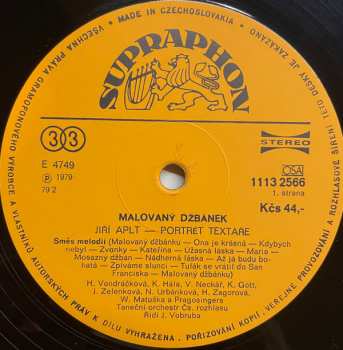 MADE IN CZECHOSLOVAKIA • VŠECHNA PRÁVA GRAMOFONOVÉHO VÝROBCE A VLASTNÍKŮ AUTORSKÝCH PRÁV K DÍLU VYHRAZENA. POŘIZOVÁNÍ KOPIÍ, VEŘEJNÉ PROVOZOVÁNÍ A ROZHLASOVÉ ŠÍŘENÍ TÉTO DESKY JE ZAKÁZÁNO
SUPRAPHON
33
STEREO
E 4749
OSA
℗ 1979
1113 2566
79 2
1. strana
Kčs 44,-
MALOVANÝ DŽBÁNEK
JIŘÍ APLT — PORTRÉT TEXTAŘE
Směs melodií (Malovaný džbánku — Ona je krásná — Kdybych
nebyl — Zvonky — Kateřina — Úžasná láska — Maria —
Mosazný džbán — Nádherná láska — Až já budu bo-
hatá — Zpíváme slunci — Tulák se vrátil do San
Franciska — Malovaný džbánku)
H. Vondráčková, K. Hála, V. Neckář, K. Gott,
J. Zelenková, N. Urbánková, H. Zagorová,
W. Matuška a Pragosingers
Taneční orchestr Čs. rozhlasu
Řídí J. Vobruba